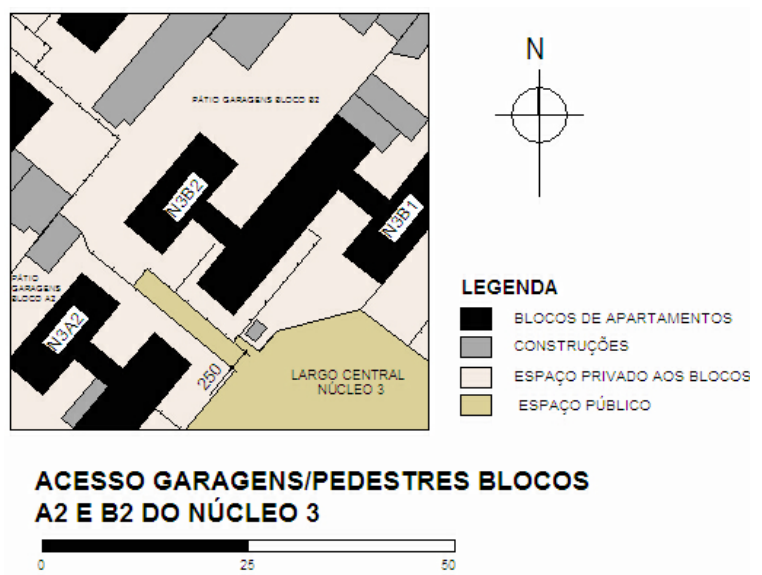 PÁTIO GARAGENS BLOCO B2
N
N3B2
N3B1
PÁTIO
GARAGENS
BLOCO A2
N3A2
250
LARGO CENTRAL
NÚCLEO 3
LEGENDA
BLOCOS DE APARTAMENTOS
CONSTRUÇÕES
ESPAÇO PRIVADO AOS BLOCOS
ESPAÇO PÚBLICO
ACESSO GARAGENS/PEDESTRES BLOCOS
A2 E B2 DO NÚCLEO 3
0 25 50